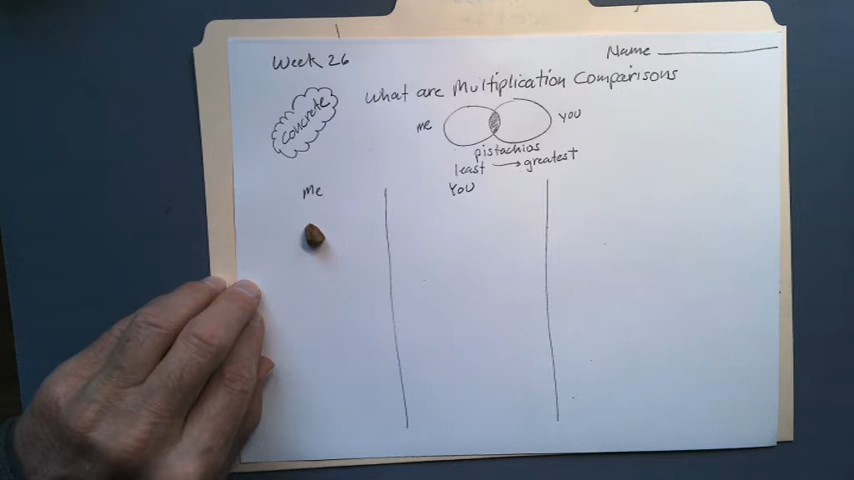 Week 26
Name
What are Multiplication Comparisons
concrete
me
YOU
pistachios
least → greatest
Me
YOU